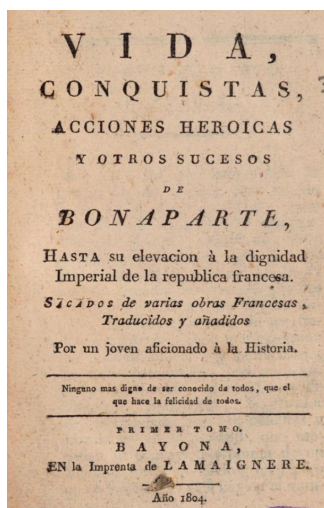 VIDA,
CONQUISTAS,
ACCIONES HEROICAS
Y OTROS SUCESOS
DE
BONAPARTE,
HASTA su elevacion à la dignidad
Imperial de la republica francesa.
SACADOS de varias obras Francesas,
Traducidos y añadidos
Por un joven aficionado à la Historia.
Ninguno mas digno de ser conocido de todos, que el
que hace la felicidad de todos.
PRIMER TOMO.
BAYONA,
EN la Imprenta de LAMAIGNERE.
Año 1804.